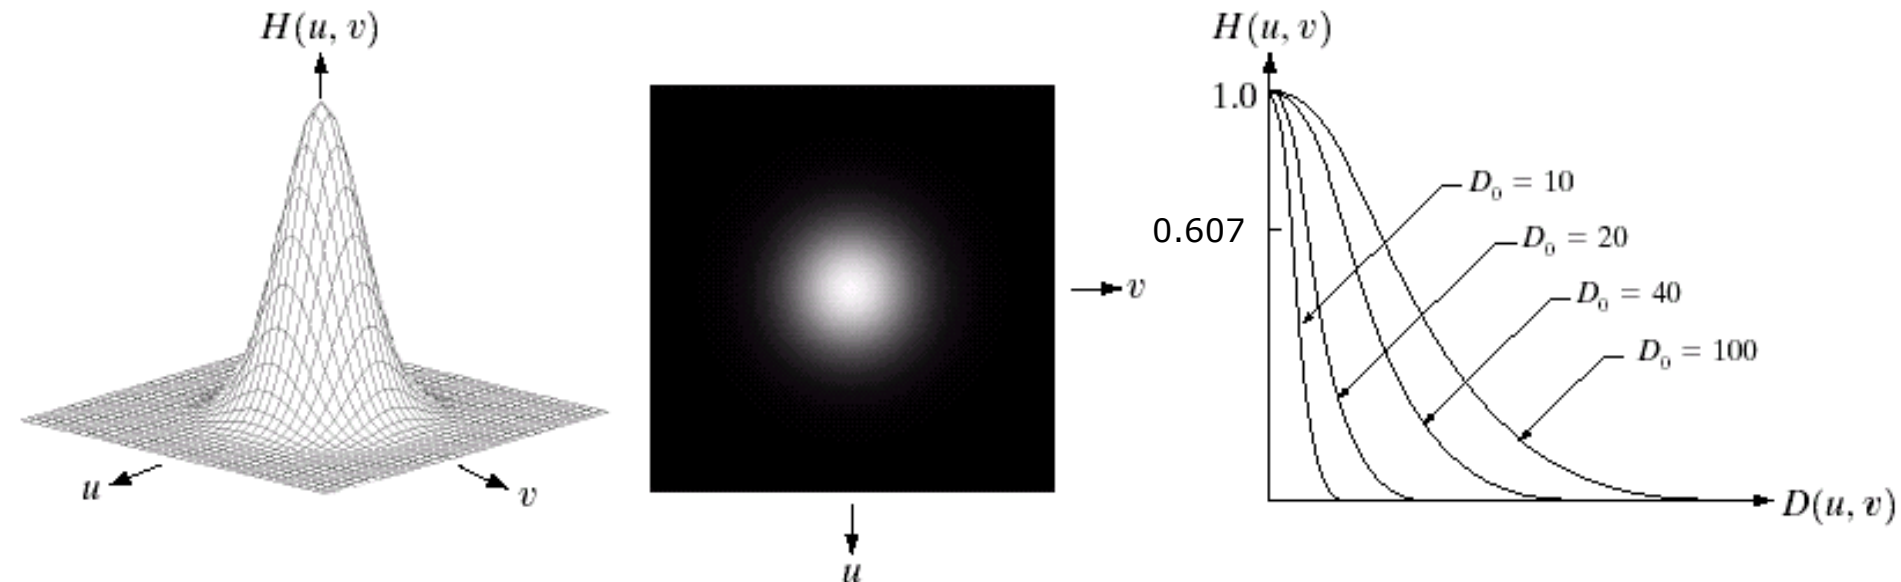 H(u, v)
u
v
v
u
H(u, v)
1.0
0.607
D₀ = 10
D₀ = 20
D₀ = 40
D₀ = 100
D(u, v)